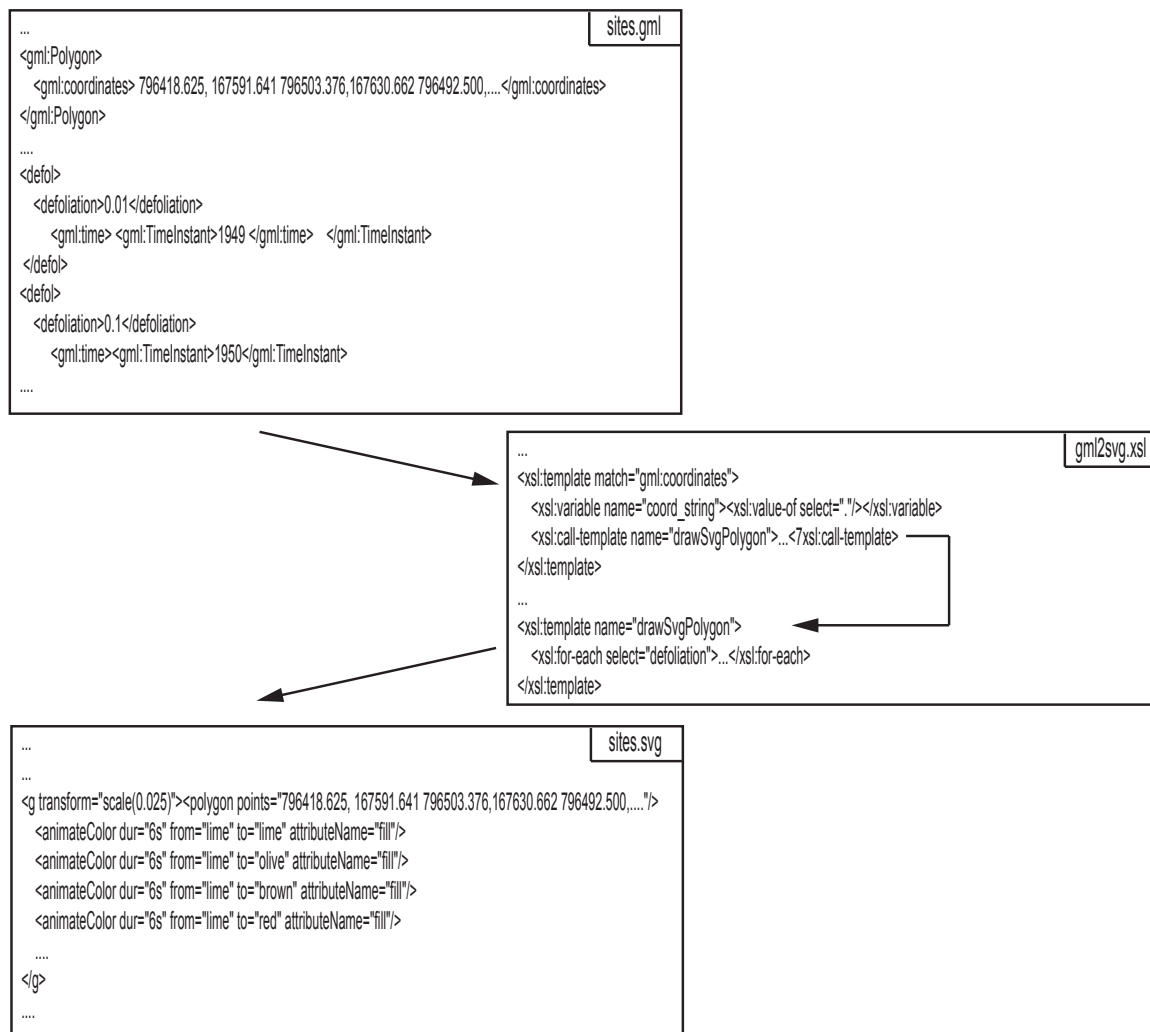 sites.gml
...
<gml:Polygon>
<gml:coordinates> 796418.625, 167591.641 796503.376,167630.662 796492.500,....</gml:coordinates>
</gml:Polygon>
....
<defol>
<defoliation>0.01</defoliation>
<gml:time> <gml:TimeInstant>1949 </gml:time> </gml:TimeInstant>
</defol>
<defol>
<defoliation>0.1</defoliation>
<gml:time><gml:TimeInstant>1950</gml:TimeInstant>
....
gml2svg.xsl
...
<xsl:template match="gml:coordinates">
<xsl:variable name="coord_string"><xsl:value-of select="."/></xsl:variable>
<xsl:call-template name="drawSvgPolygon">...<7xsl:call-template>
</xsl:template>
...
<xsl:template name="drawSvgPolygon">
<xsl:for-each select="defoliation">...</xsl:for-each>
</xsl:template>
sites.svg
...
...
<g transform="scale(0.025)"><polygon points="796418.625, 167591.641 796503.376,167630.662 796492.500,...."/>
<animateColor dur="6s" from="lime" to="lime" attributeName="fill"/>
<animateColor dur="6s" from="lime" to="olive" attributeName="fill"/>
<animateColor dur="6s" from="lime" to="brown" attributeName="fill"/>
<animateColor dur="6s" from="lime" to="red" attributeName="fill"/>
....
</g>
....